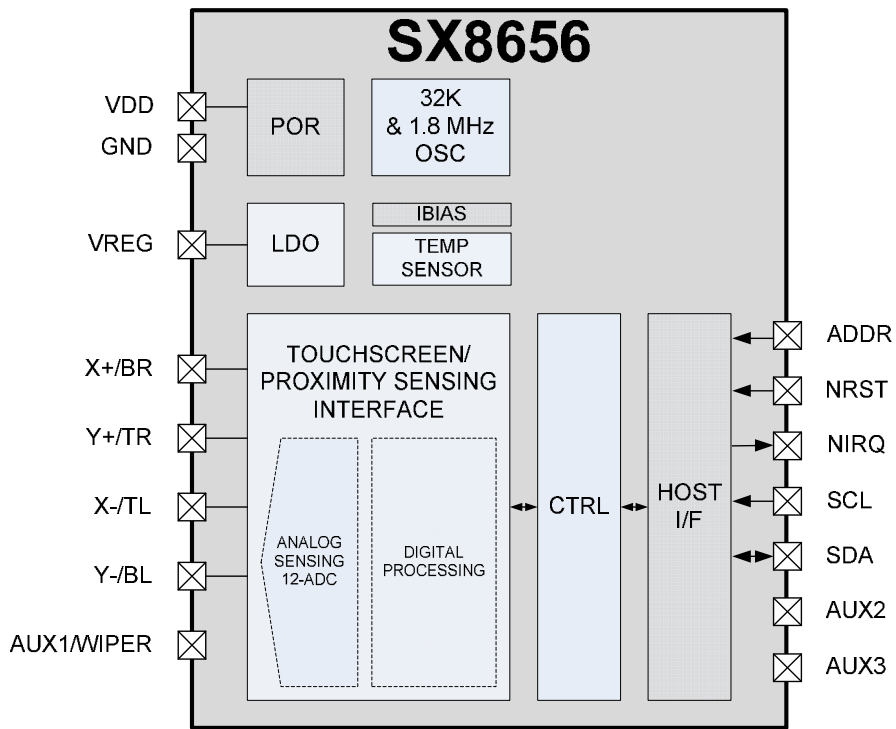 SX8656
VDD
GND
POR
32K
& 1.8 MHz
OSC
VREG
LDO
IBIAS
TEMP
SENSOR
X+/BR
Y+/TR
X-/TL
Y-/BL
AUX1/WIPER
TOUCHSCREEN/
PROXIMITY SENSING
INTERFACE
ANALOG
SENSING
12-ADC
DIGITAL
PROCESSING
CTRL
HOST
I/F
ADDR
NRST
NIRQ
SCL
SDA
AUX2
AUX3